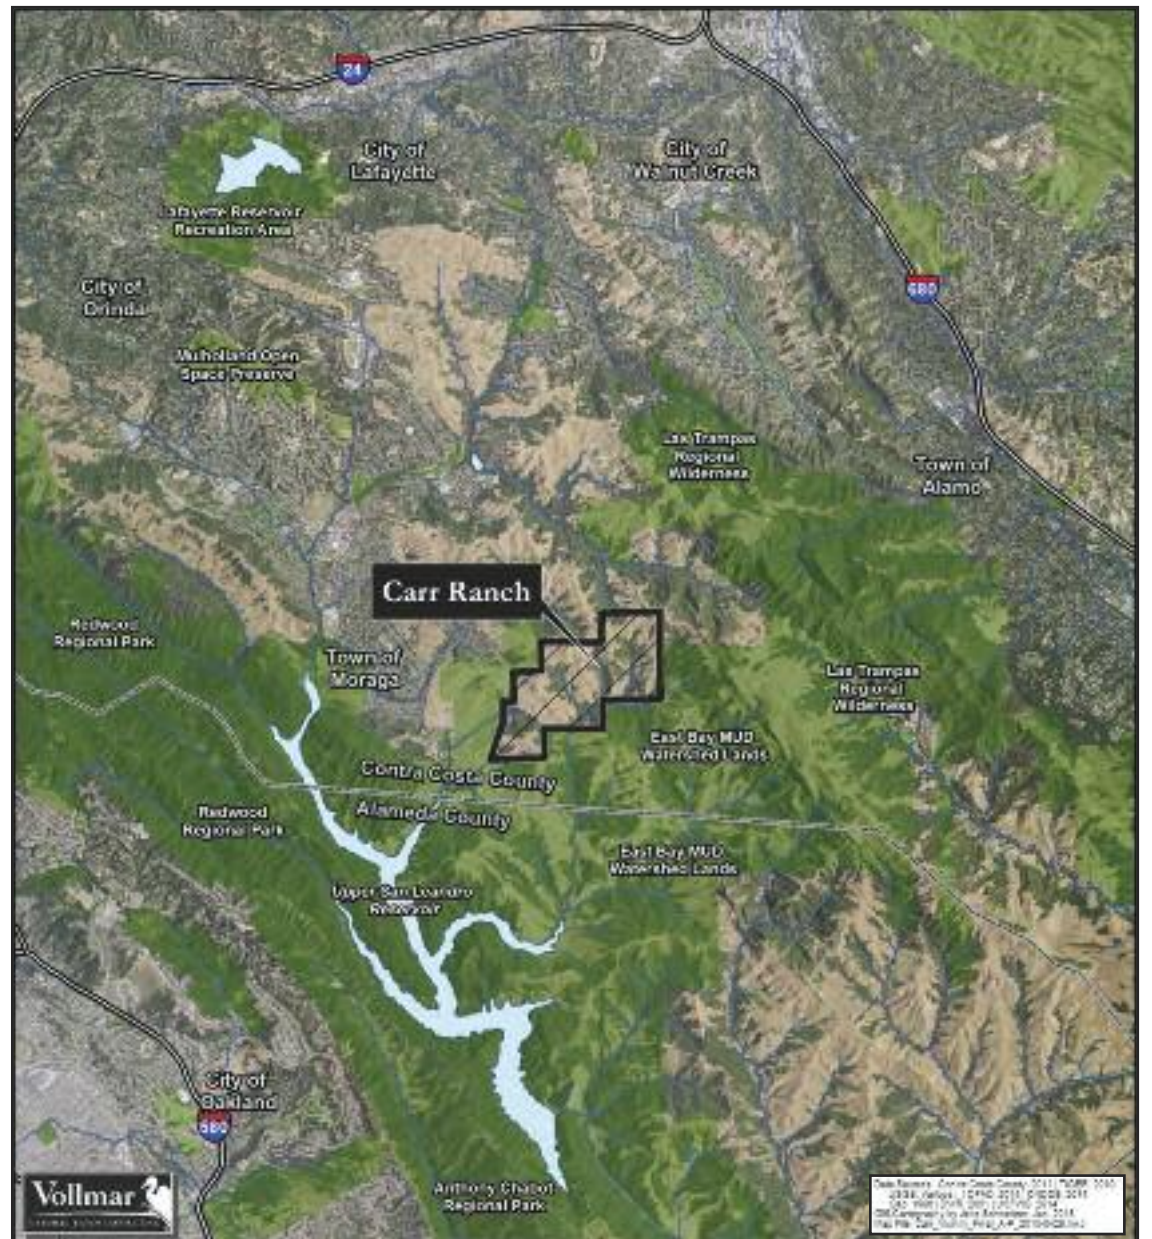 24
City of
Lafayette
City of
Walnut Creek
Lafayette Reservoir
Recreation Area
City of
Orinda
680
Mulholland Open
Space Preserve
Las Trampas
Regional
Wilderness
Town of
Alamo
Carr Ranch
Redwood
Regional Park
Town of
Moraga
Las Trampas
Regional
Wilderness
East Bay MUD
Watershed Lands
Contra Costa County
Alameda County
Redwood
Regional Park
East Bay MUD
Watershed Lands
Upper San Leandro
Reservoir
City of
Oakland
580
Anthony Chabot
Regional Park
Vollmar